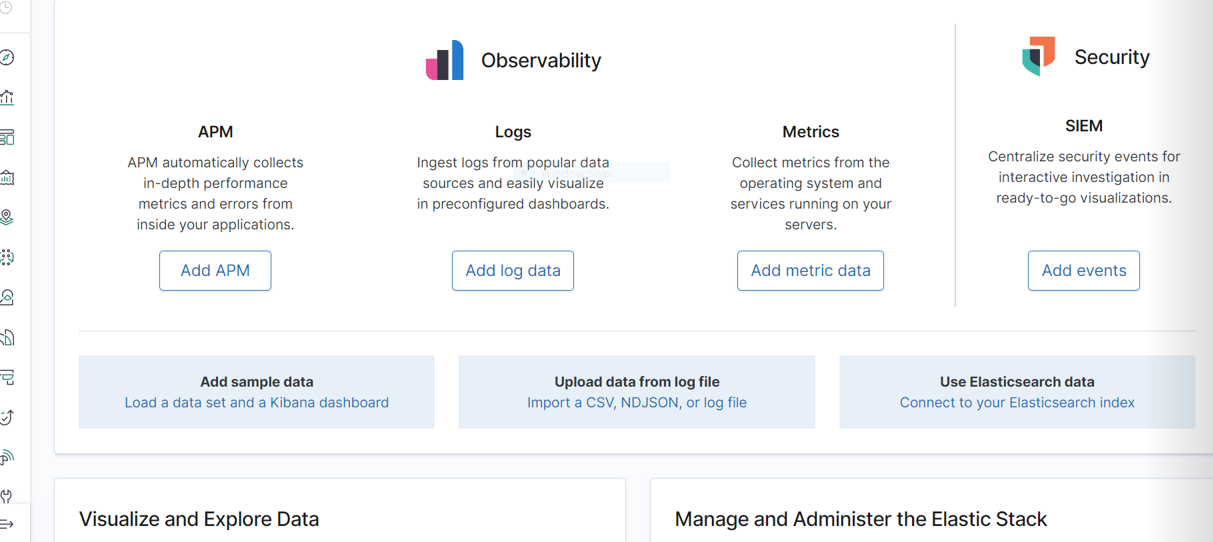 Observability
Security
APM
APM automatically collects
in-depth performance
metrics and errors from
inside your applications.
Add APM
Logs
Ingest logs from popular data
sources and easily visualize
in preconfigured dashboards.
Add log data
Metrics
Collect metrics from the
operating system and
services running on your
servers.
Add metric data
SIEM
Centralize security events for
interactive investigation in
ready-to-go visualizations.
Add events
Window Snip
Add sample data
Load a data set and a Kibana dashboard
Upload data from log file
Import a CSV, NDJSON, or log file
Use Elasticsearch data
Connect to your Elasticsearch index
Visualize and Explore Data
Manage and Administer the Elastic Stack